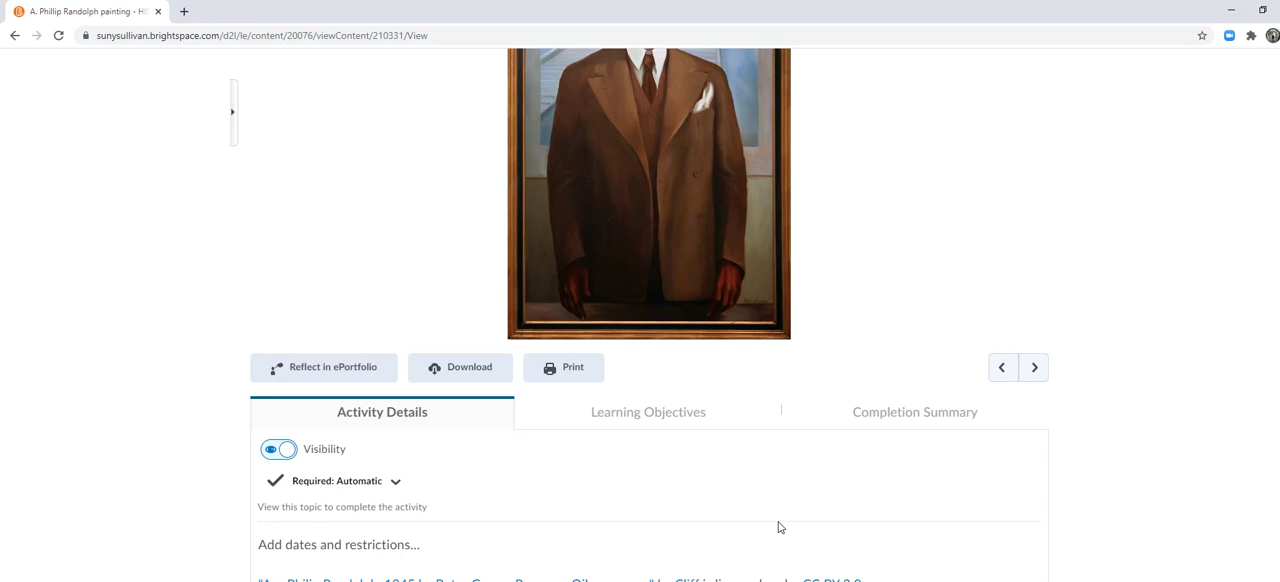 A. Phillip Randolph painting - HIS
sunysullivan.brightspace.com/d2l/le/content/20076/viewContent/210331/View
Reflect in ePortfolio
Download
Print
Activity Details
Learning Objectives
Completion Summary
Visibility
Required: Automatic
View this topic to complete the activity
Add dates and restrictions...